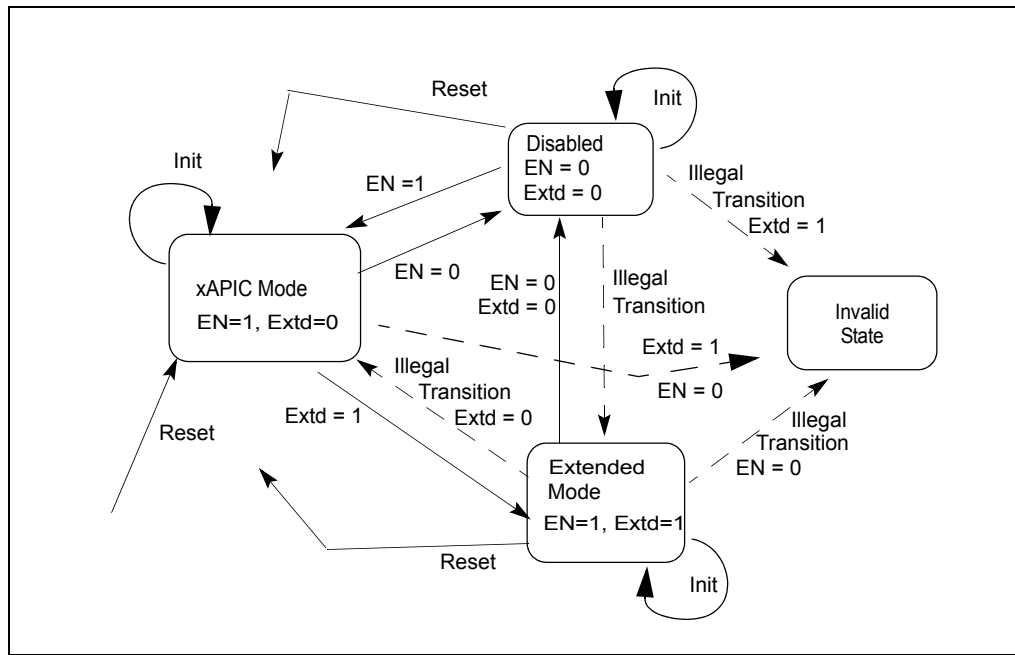 Reset
Init
Disabled
EN = 0
Extd = 0
Init
EN =1
Illegal
Transition
Extd = 1
EN = 0
xAPIC Mode
EN=1, Extd=0
EN = 0
Extd = 0
Illegal
Transition
Invalid
State
Extd = 1
EN = 0
Illegal
Transition
Extd = 0
Extd = 1
Reset
Illegal
Transition
EN = 0
Extended
Mode
EN=1, Extd=1
Reset
Init